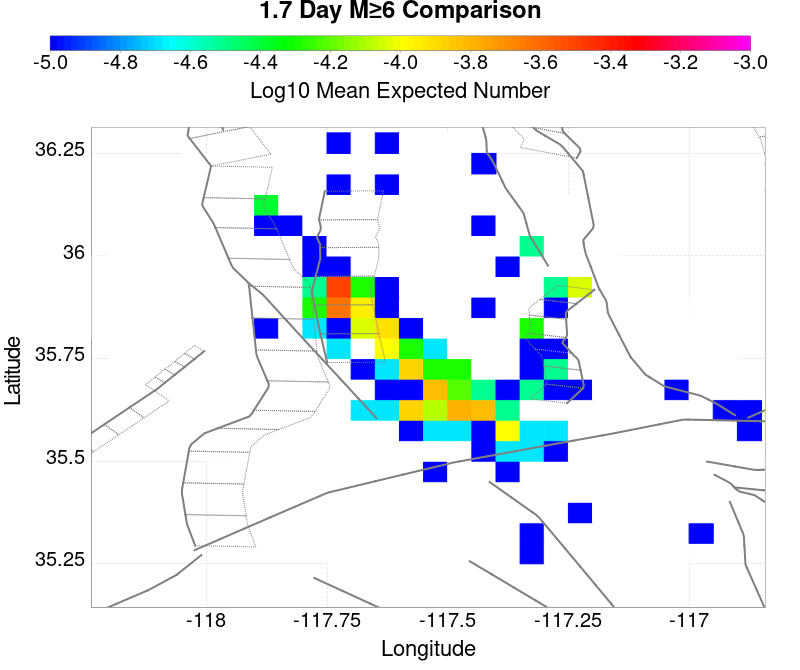 1.7 Day M≥6 Comparison
-5.0 -4.8 -4.6 -4.4 -4.2 -4.0 -3.8 -3.6 -3.4 -3.2 -3.0
Log10 Mean Expected Number
36.25
36
35.75
35.5
35.25
Latitude
-118 -117.75 -117.5 -117.25 -117
Longitude